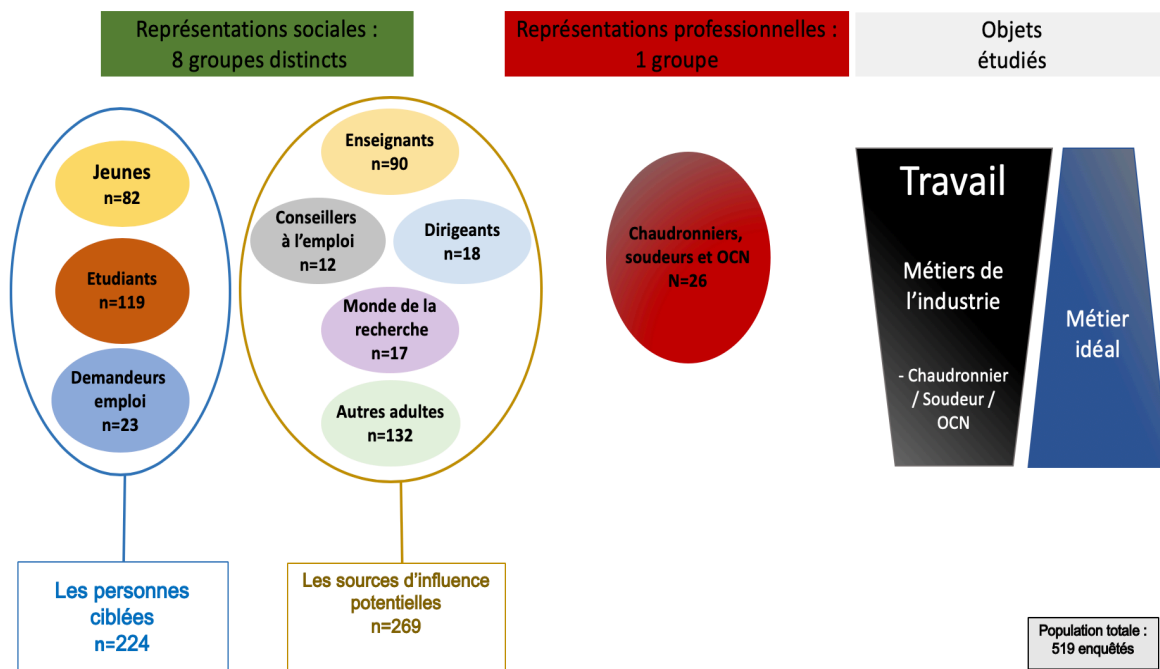 Représentations sociales :
8 groupes distincts
Représentations professionnelles :
1 groupe
Objets
étudiés
Jeunes
n=82
Etudiants
n=119
Demandeurs
emploi
n=23
Enseignants
n=90
Conseillers
à l’emploi
n=12
Dirigeants
n=18
Monde de la
recherche
n=17
Autres adultes
n=132
Chaudronniers,
soudeurs et OCN
N=26
Travail
Métiers de
l’industrie
- Chaudronnier
/ Soudeur /
OCN
Métier
idéal
Les personnes
ciblées
n=224
Les sources d’influence
potentielles
n=269
Population totale :
519 enquêtés